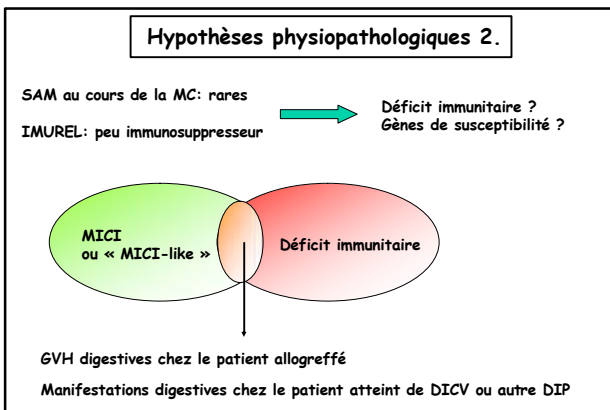 Hypothèses physiopathologiques 2.
SAM au cours de la MC: rares
IMUREL: peu immunosuppresseur
Déficit immunitaire ?
Gènes de susceptibilité ?
MICI
ou « MICI-like »
Déficit immunitaire
GVH digestives chez le patient allogreffé
Manifestations digestives chez le patient atteint de DICV ou autre DIP